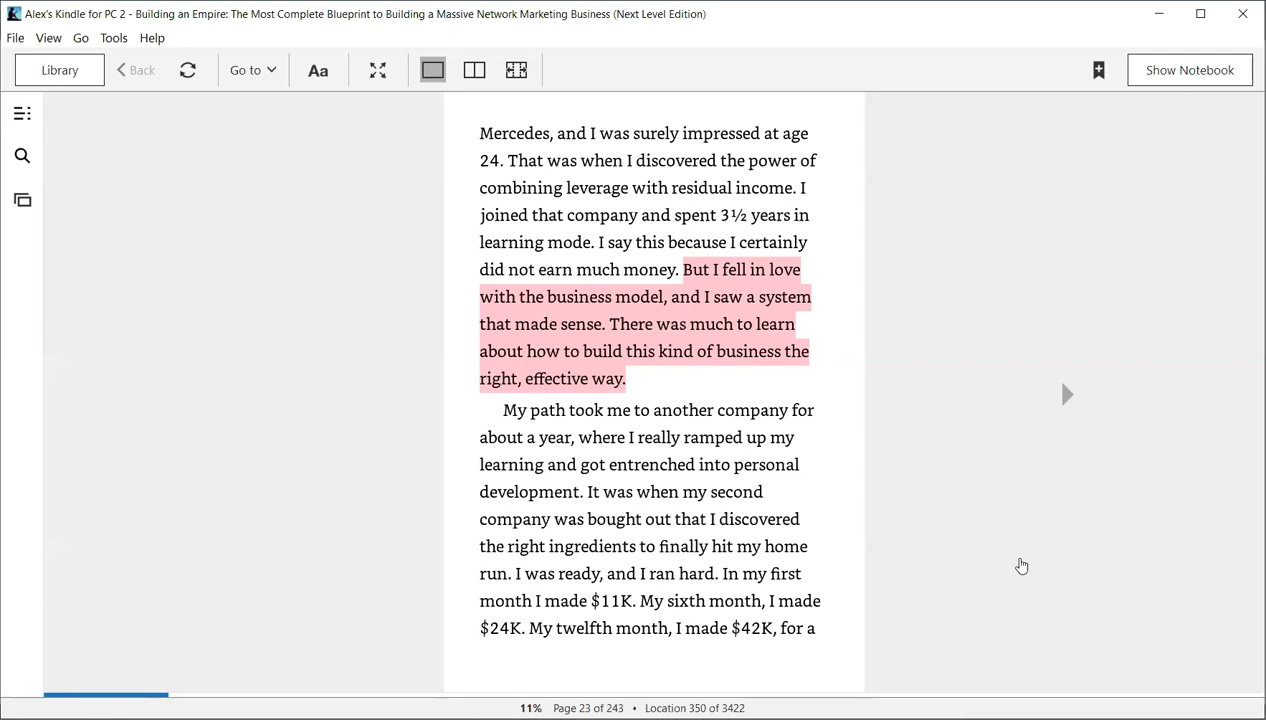 Alex's Kindle for PC 2 - Building an Empire: The Most Complete Blueprint to Building a Massive Network Marketing Business (Next Level Edition)
File View Go Tools Help
Library Back Go to Aa Show Notebook
Mercedes, and I was surely impressed at age
24. That was when I discovered the power of
combining leverage with residual income. I
joined that company and spent 3½ years in
learning mode. I say this because I certainly
did not earn much money. But I fell in love
with the business model, and I saw a system
that made sense. There was much to learn
about how to build this kind of business the
right, effective way.
My path took me to another company for
about a year, where I really ramped up my
learning and got entrenched into personal
development. It was when my second
company was bought out that I discovered
the right ingredients to finally hit my home
run. I was ready, and I ran hard. In my first
month I made $11K. My sixth month, I made
$24K. My twelfth month, I made $42K, for a
11% Page 23 of 243 • Location 350 of 3422